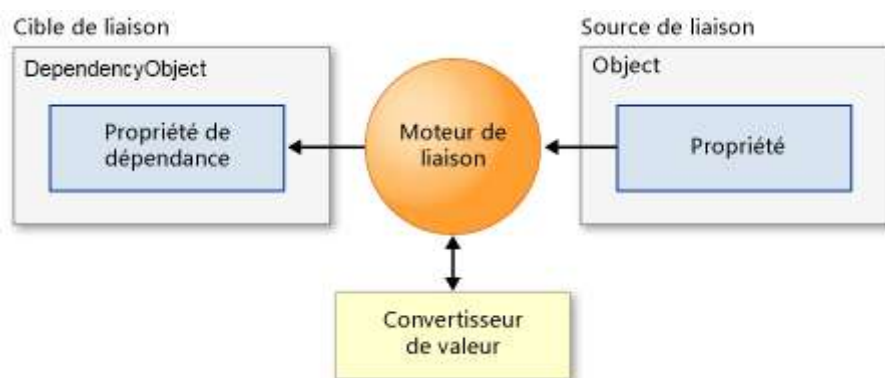 Cible de liaison
Source de liaison
DependencyObject
Object
Propriété de
dépendance
Moteur de
liaison
Propriété
Convertisseur
de valeur